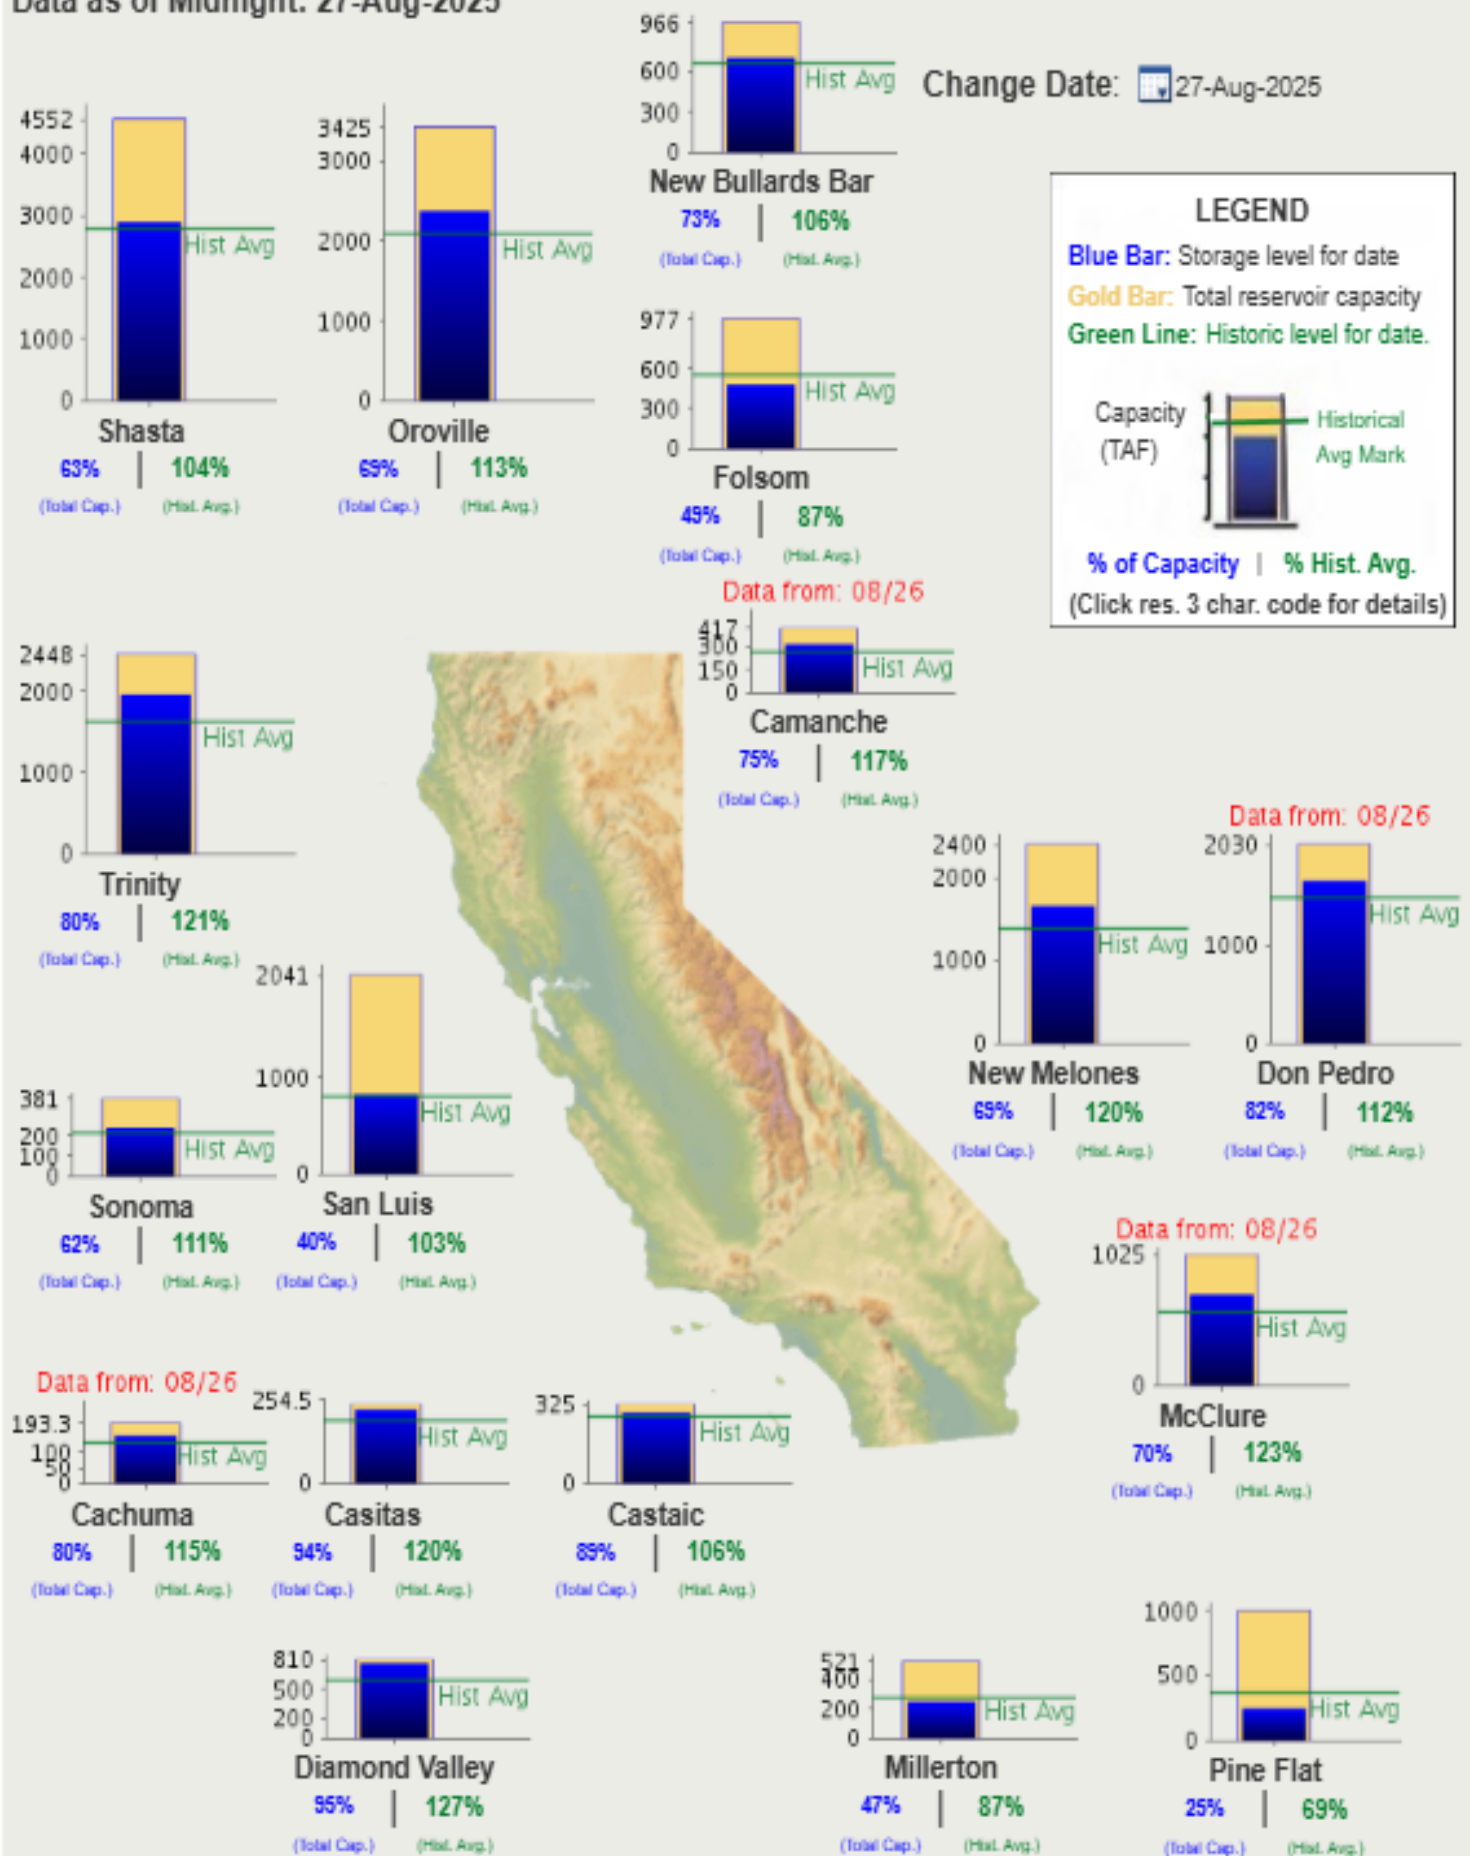 Data as of Midnight: 27-Aug-2025
Change Date: 27-Aug-2025
966
600
300
0
Hist Avg
New Bullards Bar
73% | 106%
(Total Cap.) (Hist. Avg.)
4552
4000
3000
2000
1000
0
Hist Avg
Shasta
63% | 104%
(Total Cap.) (Hist. Avg.)
3425
3000
2000
1000
0
Hist Avg
Oroville
69% | 113%
(Total Cap.) (Hist. Avg.)
977
600
300
0
Hist Avg
Folsom
49% | 87%
(Total Cap.) (Hist. Avg.)
LEGEND
Blue Bar: Storage level for date
Gold Bar: Total reservoir capacity
Green Line: Historic level for date.
Capacity
(TAF)
Historical
Avg Mark
% of Capacity | % Hist. Avg.
(Click res. 3 char. code for details)
Data from: 08/26
417
300
150
0
Hist Avg
Camanche
75% | 117%
(Total Cap.) (Hist. Avg.)
2448
2000
1000
0
Hist Avg
Trinity
80% | 121%
(Total Cap.) (Hist. Avg.)
2400
2000
1000
0
Hist Avg
New Melones
69% | 120%
(Total Cap.) (Hist. Avg.)
Data from: 08/26
2030
1000
0
Hist Avg
Don Pedro
82% | 112%
(Total Cap.) (Hist. Avg.)
2041
1000
0
Hist Avg
San Luis
40% | 103%
(Total Cap.) (Hist. Avg.)
381
200
100
0
Hist Avg
Sonoma
62% | 111%
(Total Cap.) (Hist. Avg.)
Data from: 08/26
1025
0
Hist Avg
McClure
70% | 123%
(Total Cap.) (Hist. Avg.)
Data from: 08/26
193.3
100
50
0
Hist Avg
Cachuma
80% | 115%
(Total Cap.) (Hist. Avg.)
254.5
0
Hist Avg
Casitas
94% | 120%
(Total Cap.) (Hist. Avg.)
325
0
Hist Avg
Castaic
89% | 106%
(Total Cap.) (Hist. Avg.)
810
500
200
0
Hist Avg
Diamond Valley
95% | 127%
(Total Cap.) (Hist. Avg.)
521
400
200
0
Hist Avg
Millerton
47% | 87%
(Total Cap.) (Hist. Avg.)
1000
500
0
Hist Avg
Pine Flat
25% | 69%
(Total Cap.) (Hist. Avg.)